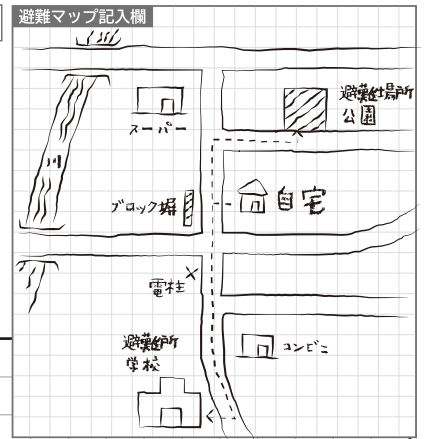 避難マップ記入欄
スーパー
避難場所
公園
川
ブロック塀
自宅
電柱
避難所
学校
コンビニ